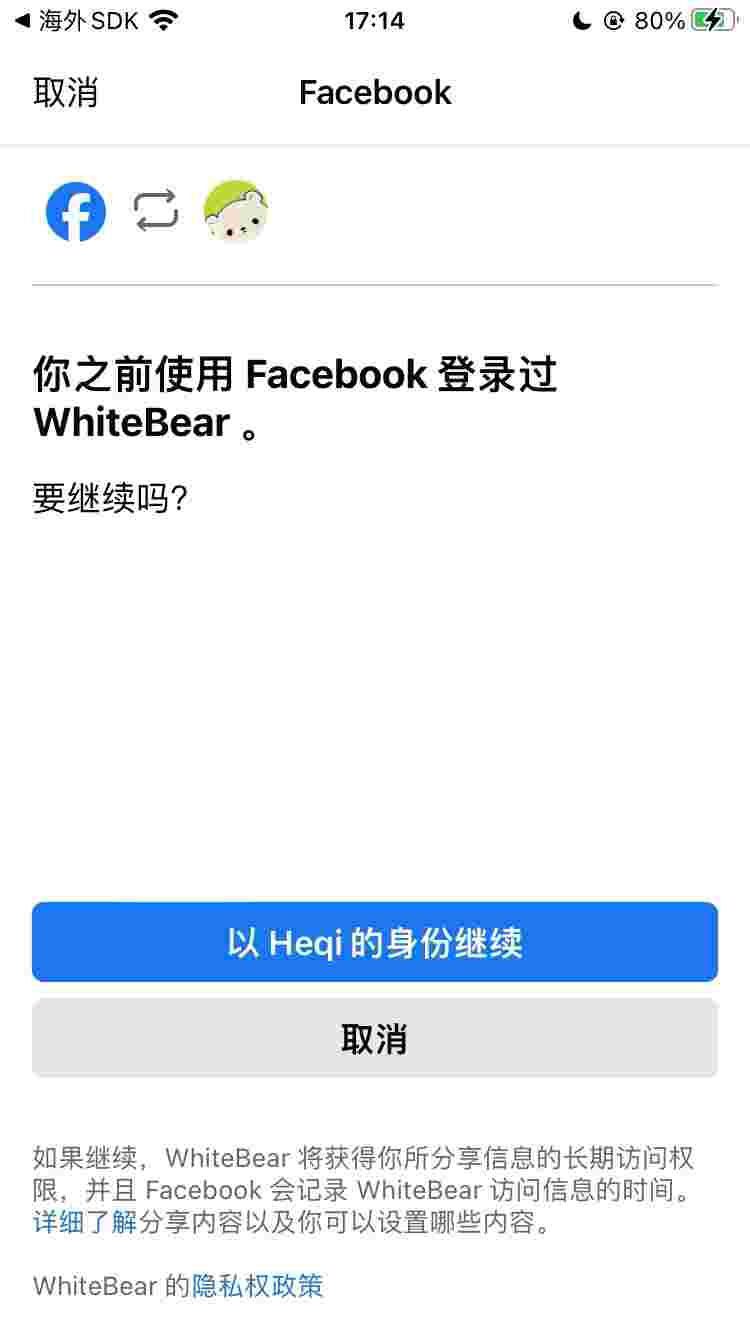 海外SDK 17:14 80%
取消 Facebook
你之前使用 Facebook 登录过
WhiteBear 。
要继续吗?
以 Heqi 的身份继续
取消
如果继续，WhiteBear 将获得你所分享信息的长期访问权
限，并且 Facebook 会记录 WhiteBear 访问信息的时间。
详细了解分享内容以及你可以设置哪些内容。
WhiteBear 的隐私权政策